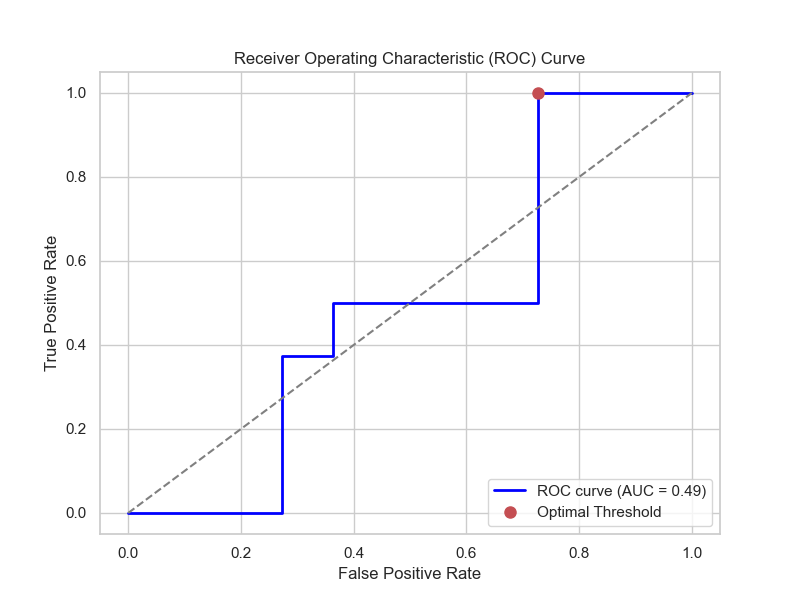 Receiver Operating Characteristic (ROC) Curve
True Positive Rate
1.0
0.8
0.6
0.4
0.2
0.0
0.0 0.2 0.4 0.6 0.8 1.0
False Positive Rate
ROC curve (AUC = 0.49)
Optimal Threshold